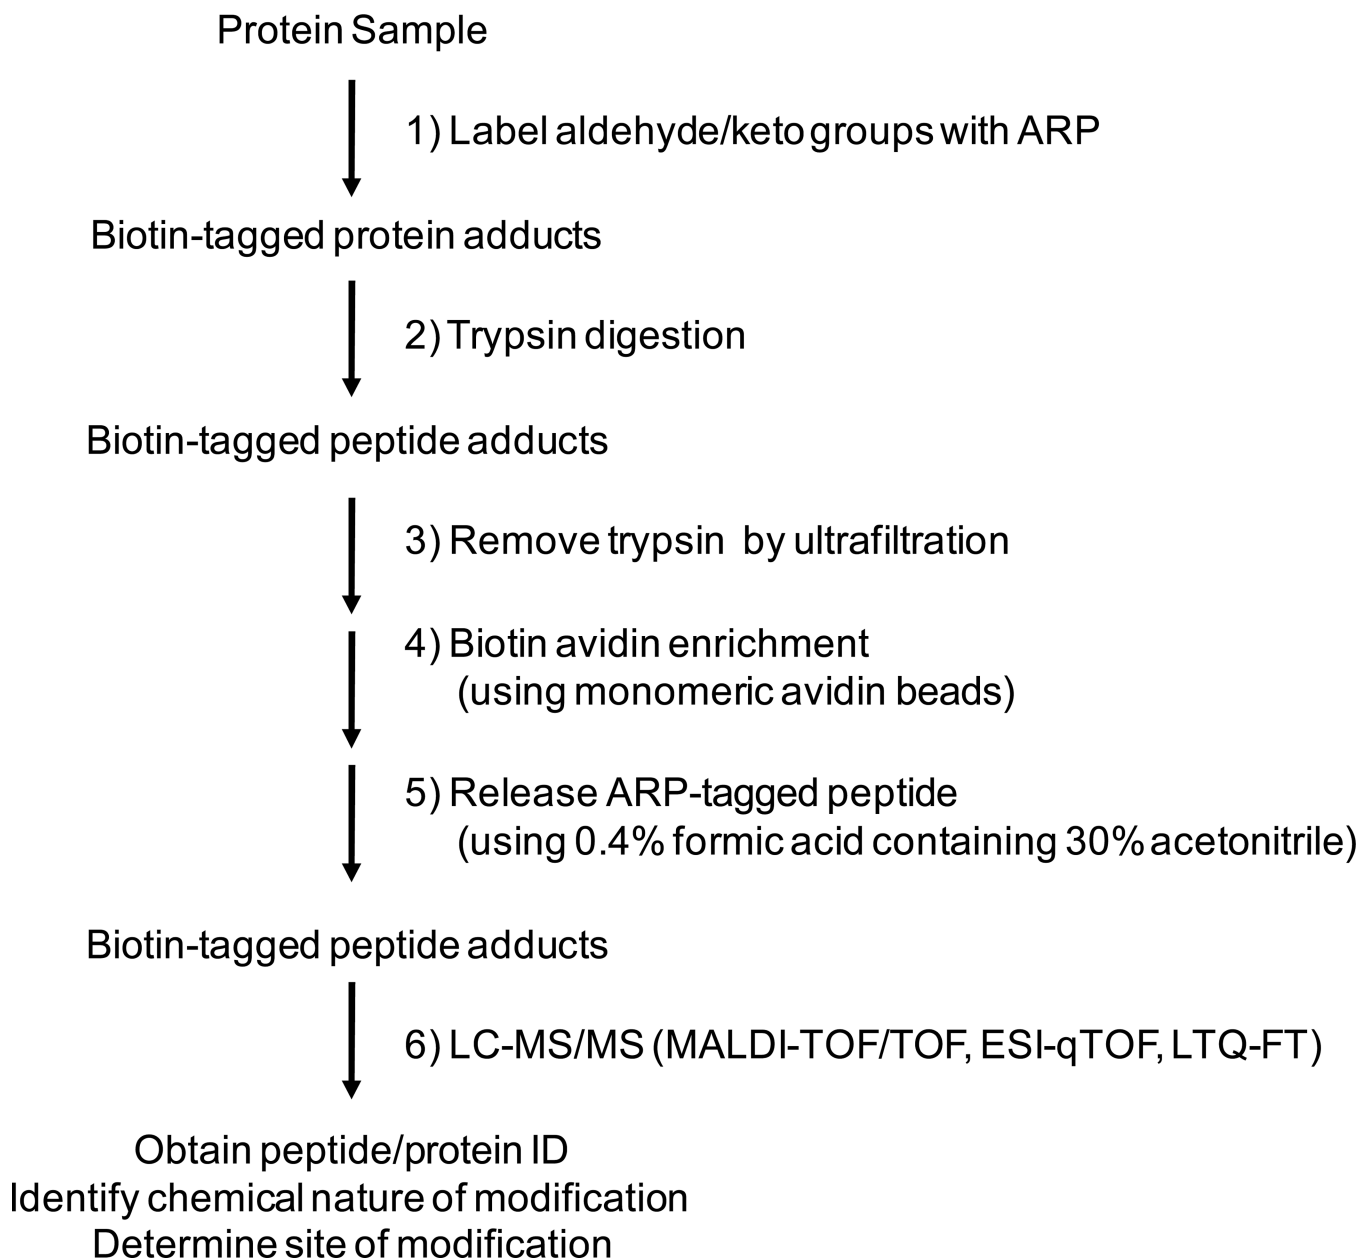 Protein Sample
1) Label aldehyde/keto groups with ARP
Biotin-tagged protein adducts
2) Trypsin digestion
Biotin-tagged peptide adducts
3) Remove trypsin by ultrafiltration
4) Biotin avidin enrichment
(using monomeric avidin beads)
5) Release ARP-tagged peptide
(using 0.4% formic acid containing 30% acetonitrile)
Biotin-tagged peptide adducts
6) LC-MS/MS (MALDI-TOF/TOF, ESI-qTOF, LTQ-FT)
Obtain peptide/protein ID
Identify chemical nature of modification
Determine site of modification